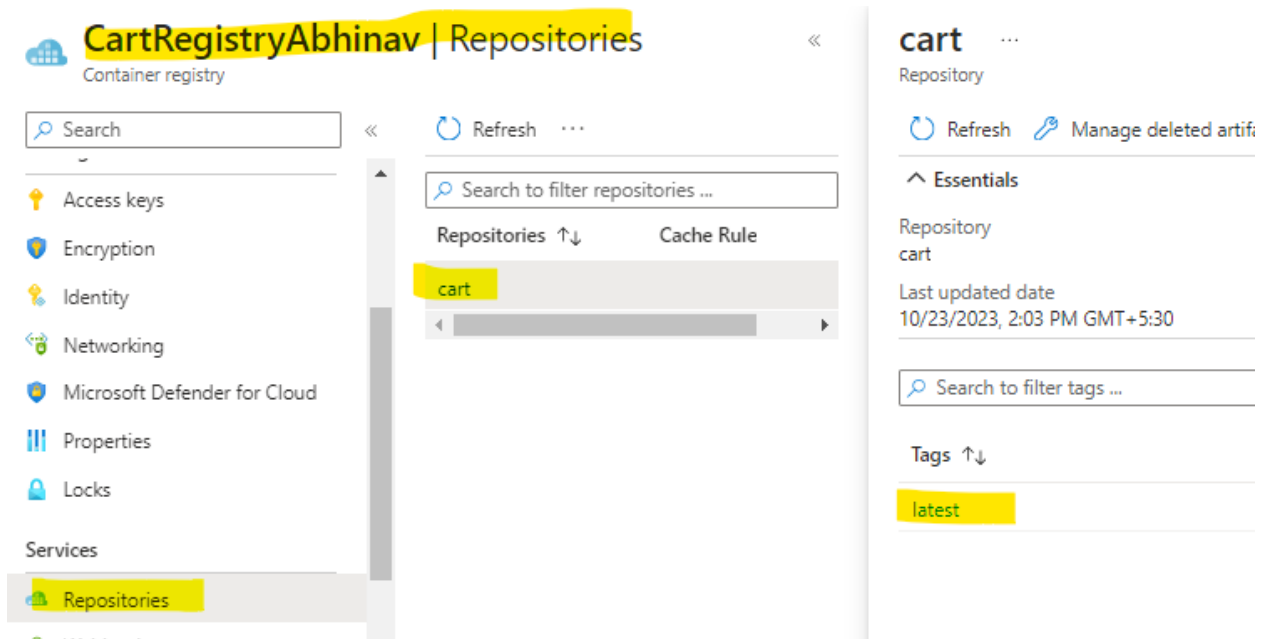 CartRegistryAbhinav | Repositories
Container registry
Search
Access keys
Encryption
Identity
Networking
Microsoft Defender for Cloud
Properties
Locks
Services
Repositories
Refresh
Search to filter repositories ...
Repositories Cache Rule
cart
cart
Repository
Refresh Manage deleted artifa
Essentials
Repository
cart
Last updated date
10/23/2023, 2:03 PM GMT+5:30
Search to filter tags ...
Tags
latest